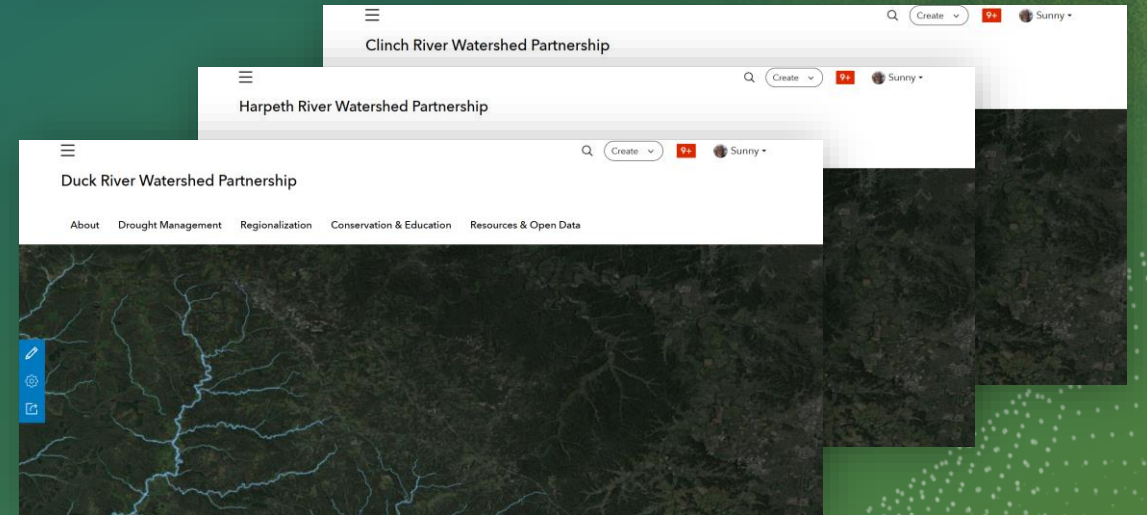 Create
9+
Sunny
Clinch River Watershed Partnership
Create
9+
Sunny
Harpeth River Watershed Partnership
Create
9+
Sunny
Duck River Watershed Partnership
About Drought Management Regionalization Conservation & Education Resources & Open Data